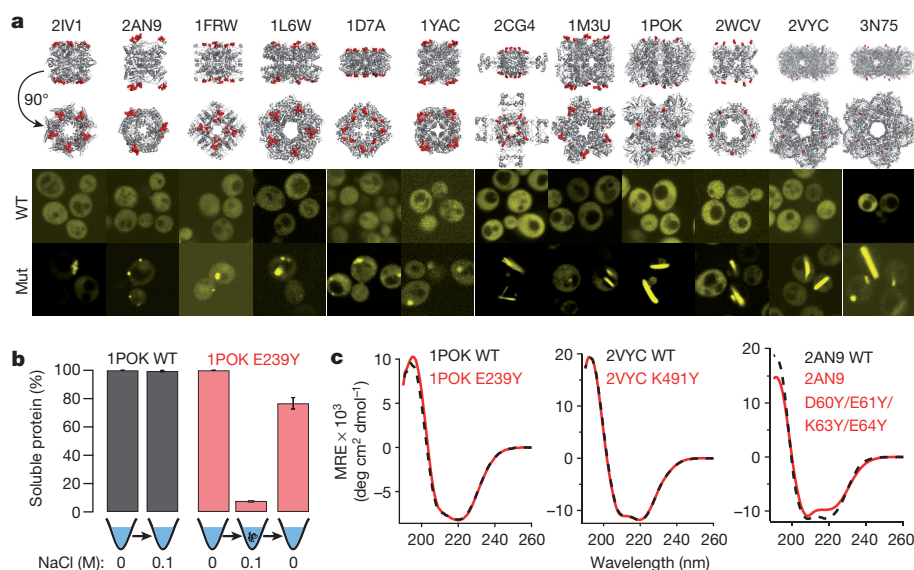 a
2IV1 2AN9 1FRW 1L6W 1D7A 1YAC 2CG4 1M3U 1POK 2WCV 2VYC 3N75
90°
WT
Mut
b
1POK WT 1POK E239Y
Soluble protein (%)
100
80
60
40
20
0
NaCl (M): 0 0.1 0 0.1 0
c
MRE × 10³
(deg cm² dmol⁻¹)
1POK WT
1POK E239Y
10
5
0
−5
200 220 240 260
2VYC WT
2VYC K491Y
20
10
0
−10
200 220 240 260
2AN9 WT
2AN9
D60Y/E61Y/
K63Y/E64Y
20
10
0
−10
200 220 240 260
Wavelength (nm)